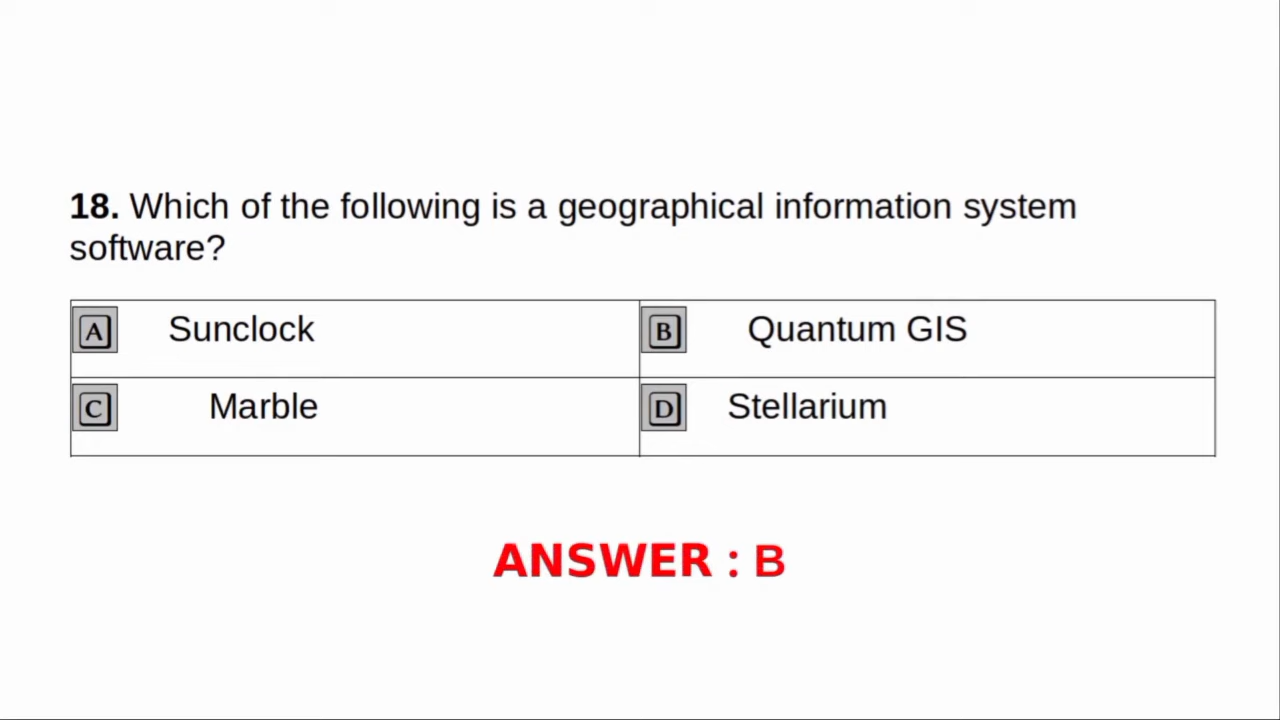 18. Which of the following is a geographical information system
software?
A Sunclock
B Quantum GIS
C Marble
D Stellarium
ANSWER : B